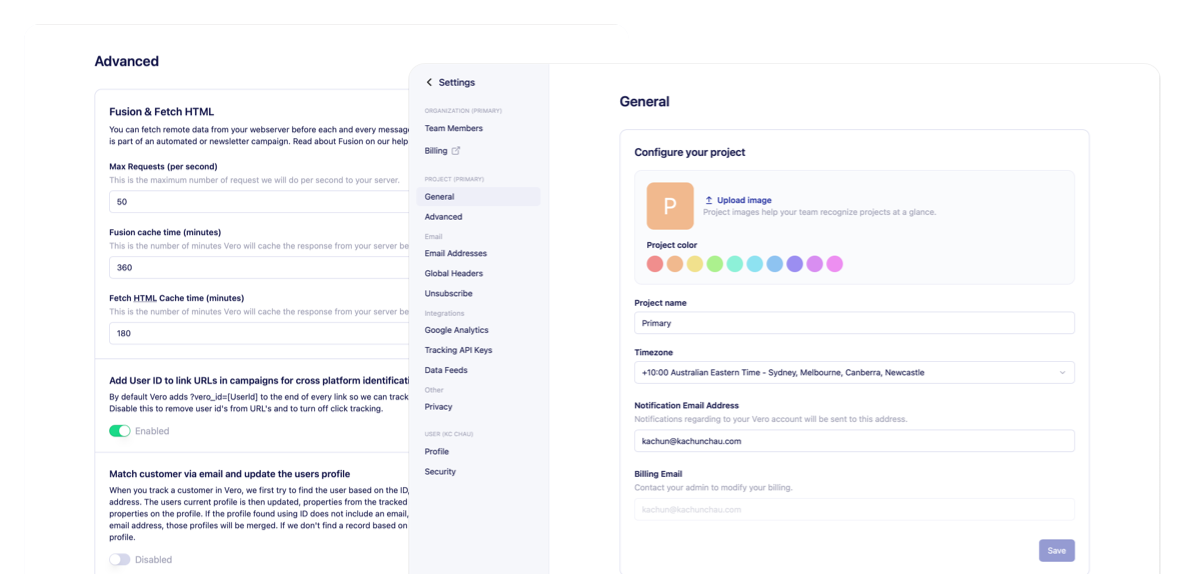 Advanced
Fusion & Fetch HTML
You can fetch remote data from your webserver before each and every message
is part of an automated or newsletter campaign. Read about Fusion on our help
Max Requests (per second)
This is the maximum number of request we will do per second to your server.
50
Fusion cache time (minutes)
This is the number of minutes Vero will cache the response from your server be
360
Fetch HTML Cache time (minutes)
This is the number of minutes Vero will cache the response from your server be
180
Add User ID to link URLs in campaigns for cross platform identificati
By default Vero adds ?vero_id=[UserId] to the end of every link so we can track
Disable this to remove user id's from URL's and to turn off click tracking.
Enabled
Match customer via email and update the users profile
When you track a customer in Vero, we first try to find the user based on the ID,
address. The users current profile is then updated, properties from the tracked
properties on the profile. If the profile found using ID does not include an email,
email address, those profiles will be merged. If we don't find a record based on
profile.
Disabled
Settings
ORGANIZATION (PRIMARY)
Team Members
Billing
PROJECT (PRIMARY)
General
Advanced
Email
Email Addresses
Global Headers
Unsubscribe
Integrations
Google Analytics
Tracking API Keys
Data Feeds
Other
Privacy
USER (KC CHAU)
Profile
Security
General
Configure your project
P
Upload image
Project images help your team recognize projects at a glance.
Project color
Project name
Primary
Timezone
+10:00 Australian Eastern Time - Sydney, Melbourne, Canberra, Newcastle
Notification Email Address
Notifications regarding to your Vero account will be sent to this address.
kachun@kachunchau.com
Billing Email
Contact your admin to modify your billing.
kachun@kachunchau.com
Save